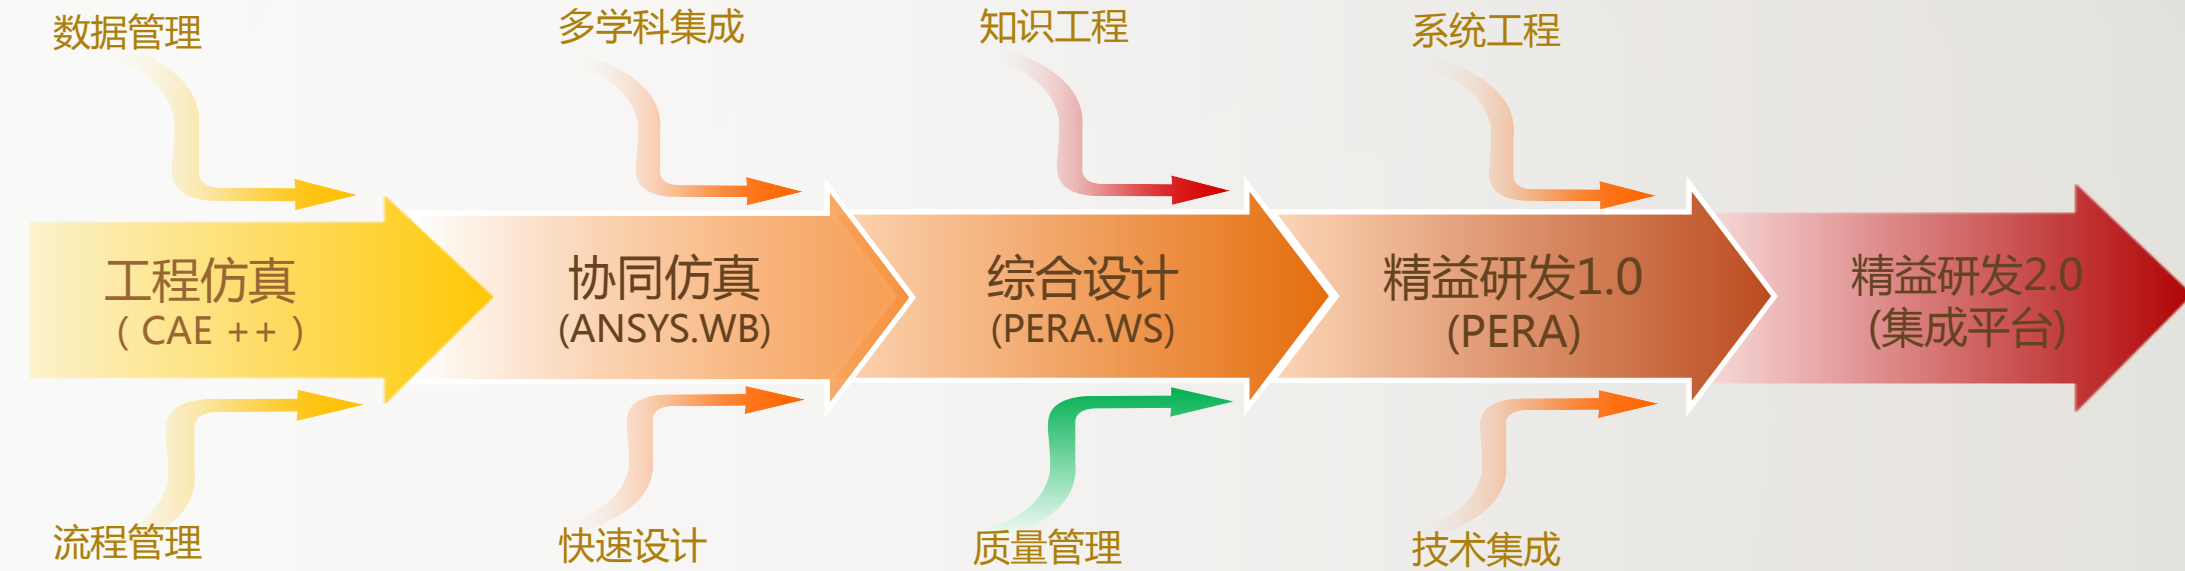 数据管理
多学科集成
知识工程
系统工程
工程仿真
（ CAE ++ ）
协同仿真
(ANSYS.WB)
综合设计
(PERA.WS)
精益研发1.0
(PERA)
精益研发2.0
(集成平台)
流程管理
快速设计
质量管理
技术集成